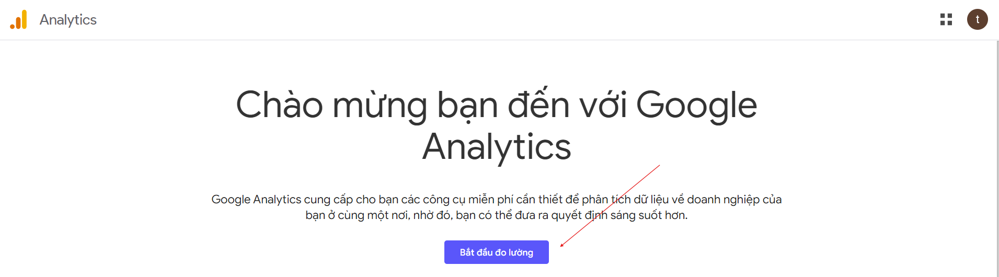 Analytics
t
Chào mừng bạn đến với Google
Analytics
Google Analytics cung cấp cho bạn các công cụ miễn phí cần thiết để phân tích dữ liệu về doanh nghiệp của
bạn ở cùng một nơi, nhờ đó, bạn có thể đưa ra quyết định sáng suốt hơn.
Bắt đầu đo lường